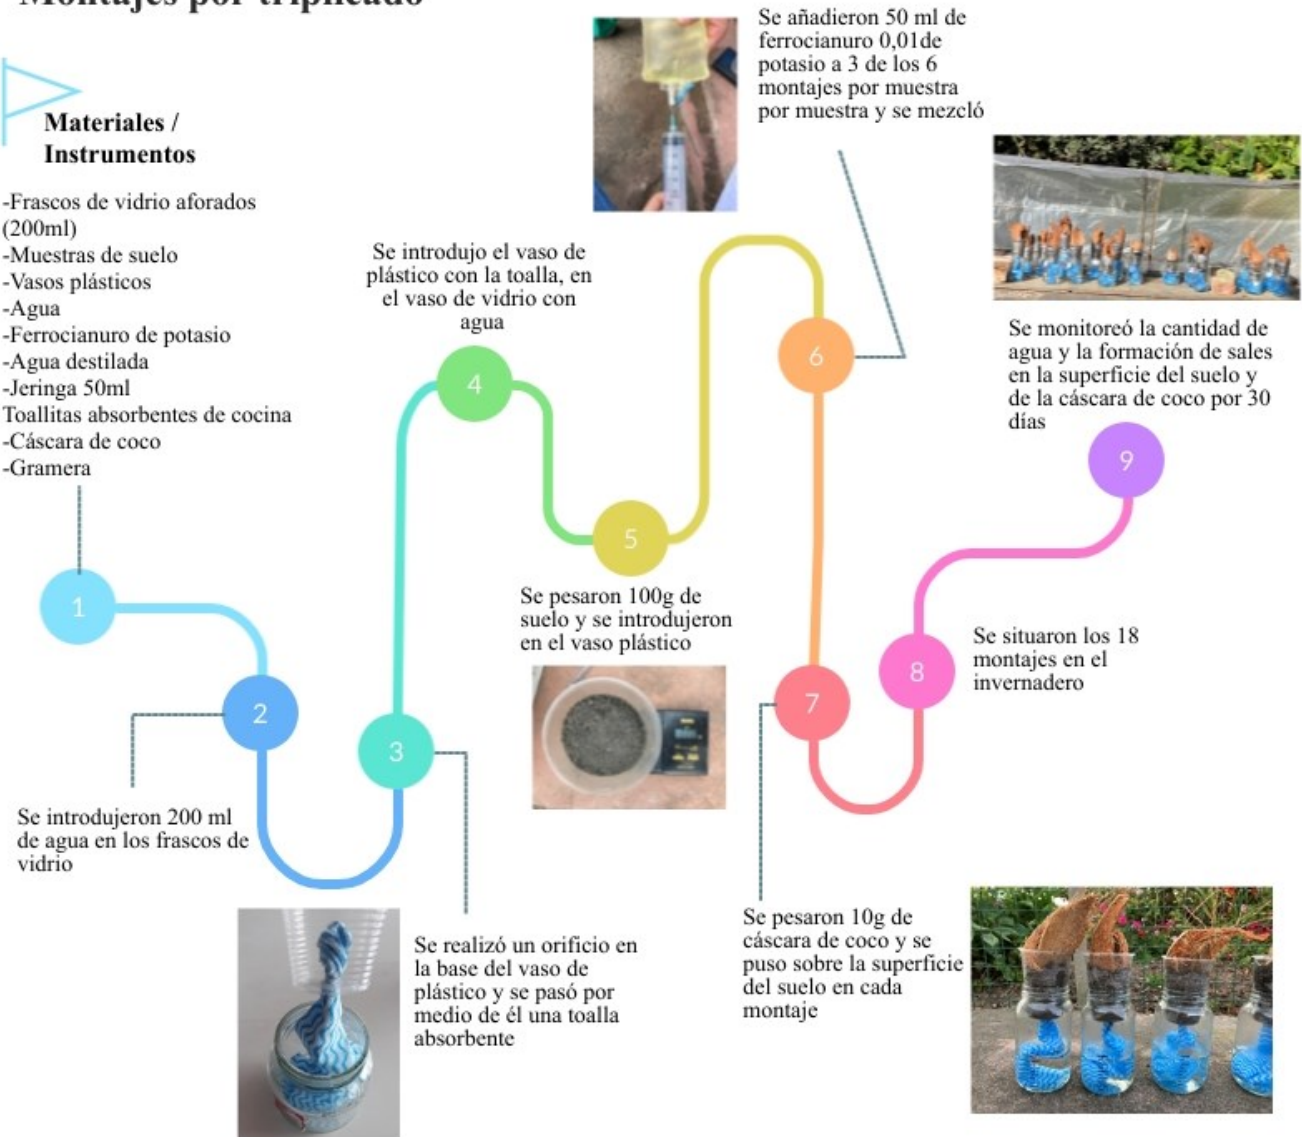 Montajes por triplicado
Materiales /
Instrumentos
-Frascos de vidrio aforados
(200ml)
-Muestras de suelo
-Vasos plásticos
-Agua
-Ferrocianuro de potasio
-Agua destilada
-Jeringa 50ml
Toallitas absorbentes de cocina
-Cáscara de coco
-Gramera
1
2
Se introdujeron 200 ml
de agua en los frascos de
vidrio
3
Se realizó un orificio en
la base del vaso de
plástico y se pasó por
medio de él una toalla
absorbente
Se introdujo el vaso de
plástico con la toalla, en
el vaso de vidrio con
agua
4
5
Se pesaron 100g de
suelo y se introdujeron
en el vaso plástico
Se añadieron 50 ml de
ferrocianuro 0,01de
potasio a 3 de los 6
montajes por muestra
por muestra y se mezcló
6
7
Se pesaron 10g de
cáscara de coco y se
puso sobre la superficie
del suelo en cada
montaje
8
Se situaron los 18
montajes en el
invernadero
Se monitoreó la cantidad de
agua y la formación de sales
en la superficie del suelo y
de la cáscara de coco por 30
días
9